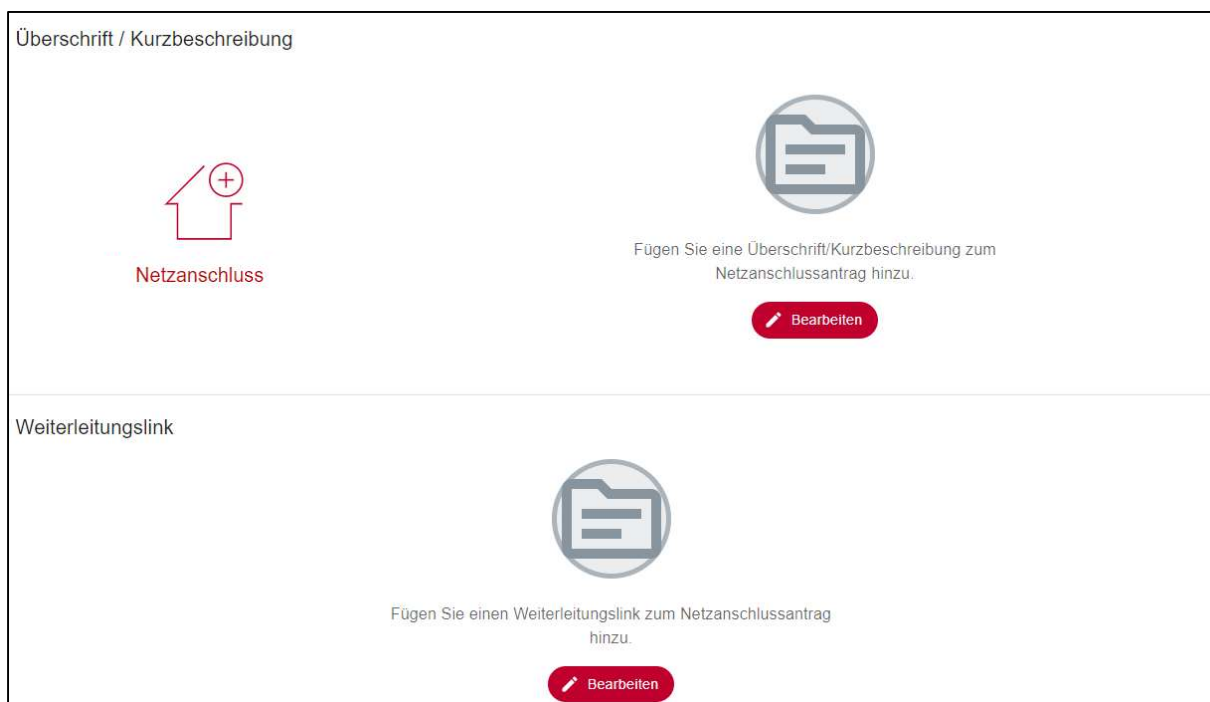 Überschrift / Kurzbeschreibung
Netzanschluss
Fügen Sie eine Überschrift/Kurzbeschreibung zum
Netzanschlussantrag hinzu.
Bearbeiten
Weiterleitungslink
Fügen Sie einen Weiterleitungslink zum Netzanschlussantrag
hinzu.
Bearbeiten